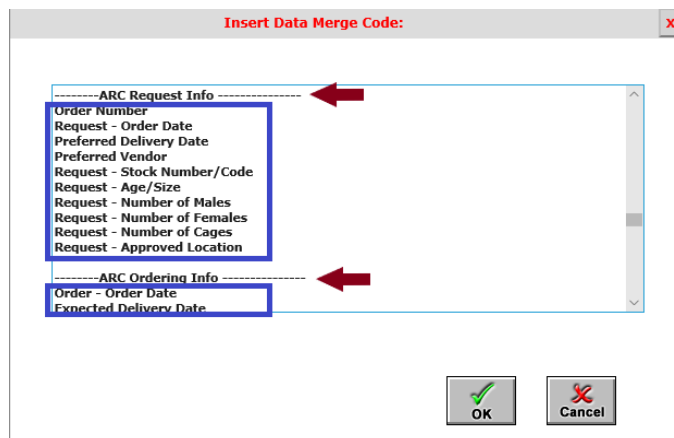 Insert Data Merge Code:
x
--------ARC Request Info ---------------
Order Number
Request - Order Date
Preferred Delivery Date
Preferred Vendor
Request - Stock Number/Code
Request - Age/Size
Request - Number of Males
Request - Number of Females
Request - Number of Cages
Request - Approved Location
--------ARC Ordering Info ---------------
Order - Order Date
Expected Delivery Date
OK
Cancel